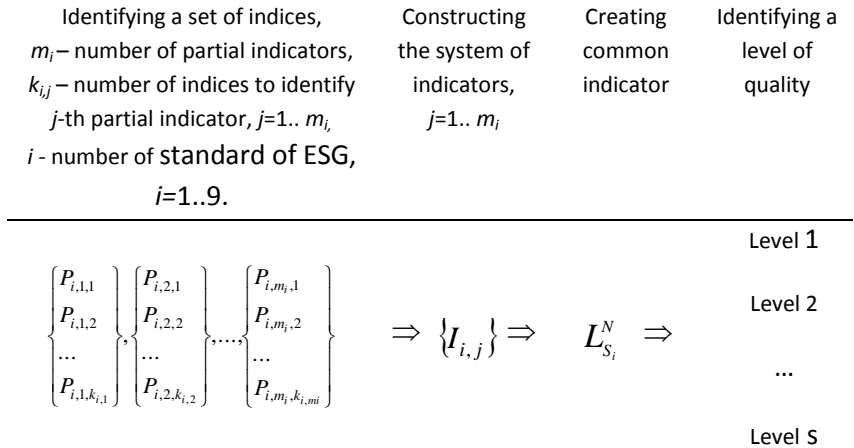 Identifying a set of indices,
m_i – number of partial indicators,
k_{i,j} – number of indices to identify
j-th partial indicator, j=1.. m_i,
i - number of standard of ESG,
i=1..9.
Constructing
the system of
indicators,
j=1.. m_i
Creating
common
indicator
Identifying a
level of
quality
{P_{i,1,1} P_{i,1,2} ... P_{i,1,k_{i,1}}}, {P_{i,2,1} P_{i,2,2} ... P_{i,2,k_{i,2}}},..., {P_{i,m_i,1} P_{i,m_i,2} ... P_{i,m_i,k_{i,mi}}}
⇒ {I_{i,j}} ⇒ L^N_{S_i} ⇒
Level 1
Level 2
...
Level s